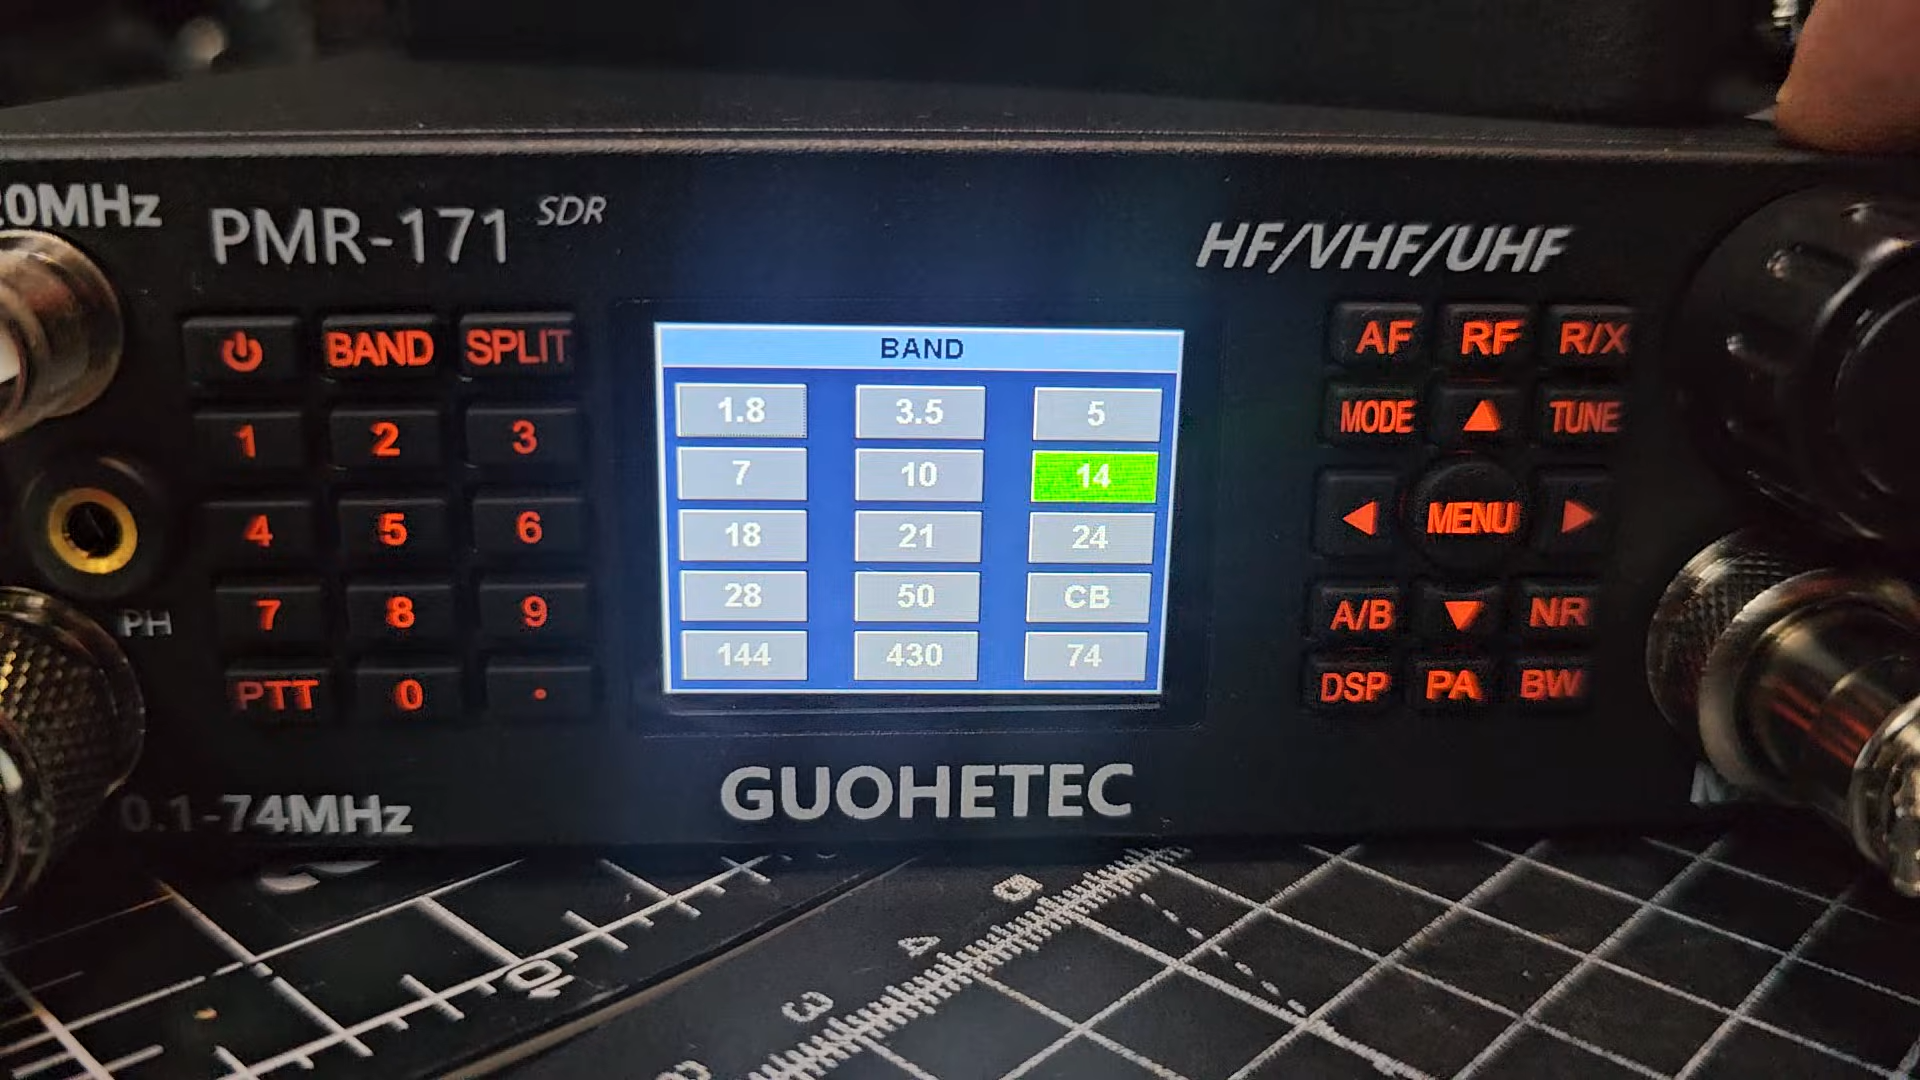 20MHz
PMR-171 SDR
HF/VHF/UHF
BAND SPLIT
1 2 3
4 5 6
7 8 9
PTT 0 .
PH
0.1-74MHz
BAND
1.8 3.5 5
7 10 14
18 21 24
28 50 CB
144 430 74
AF RF R/X
MODE TUNE
MENU
A/B NR
DSP PA BW
GUOHETEC